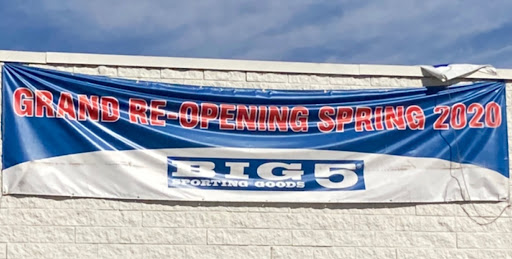 GRAND RE-OPENING SPRING 2020
BIG 5
SPORTING GOODS